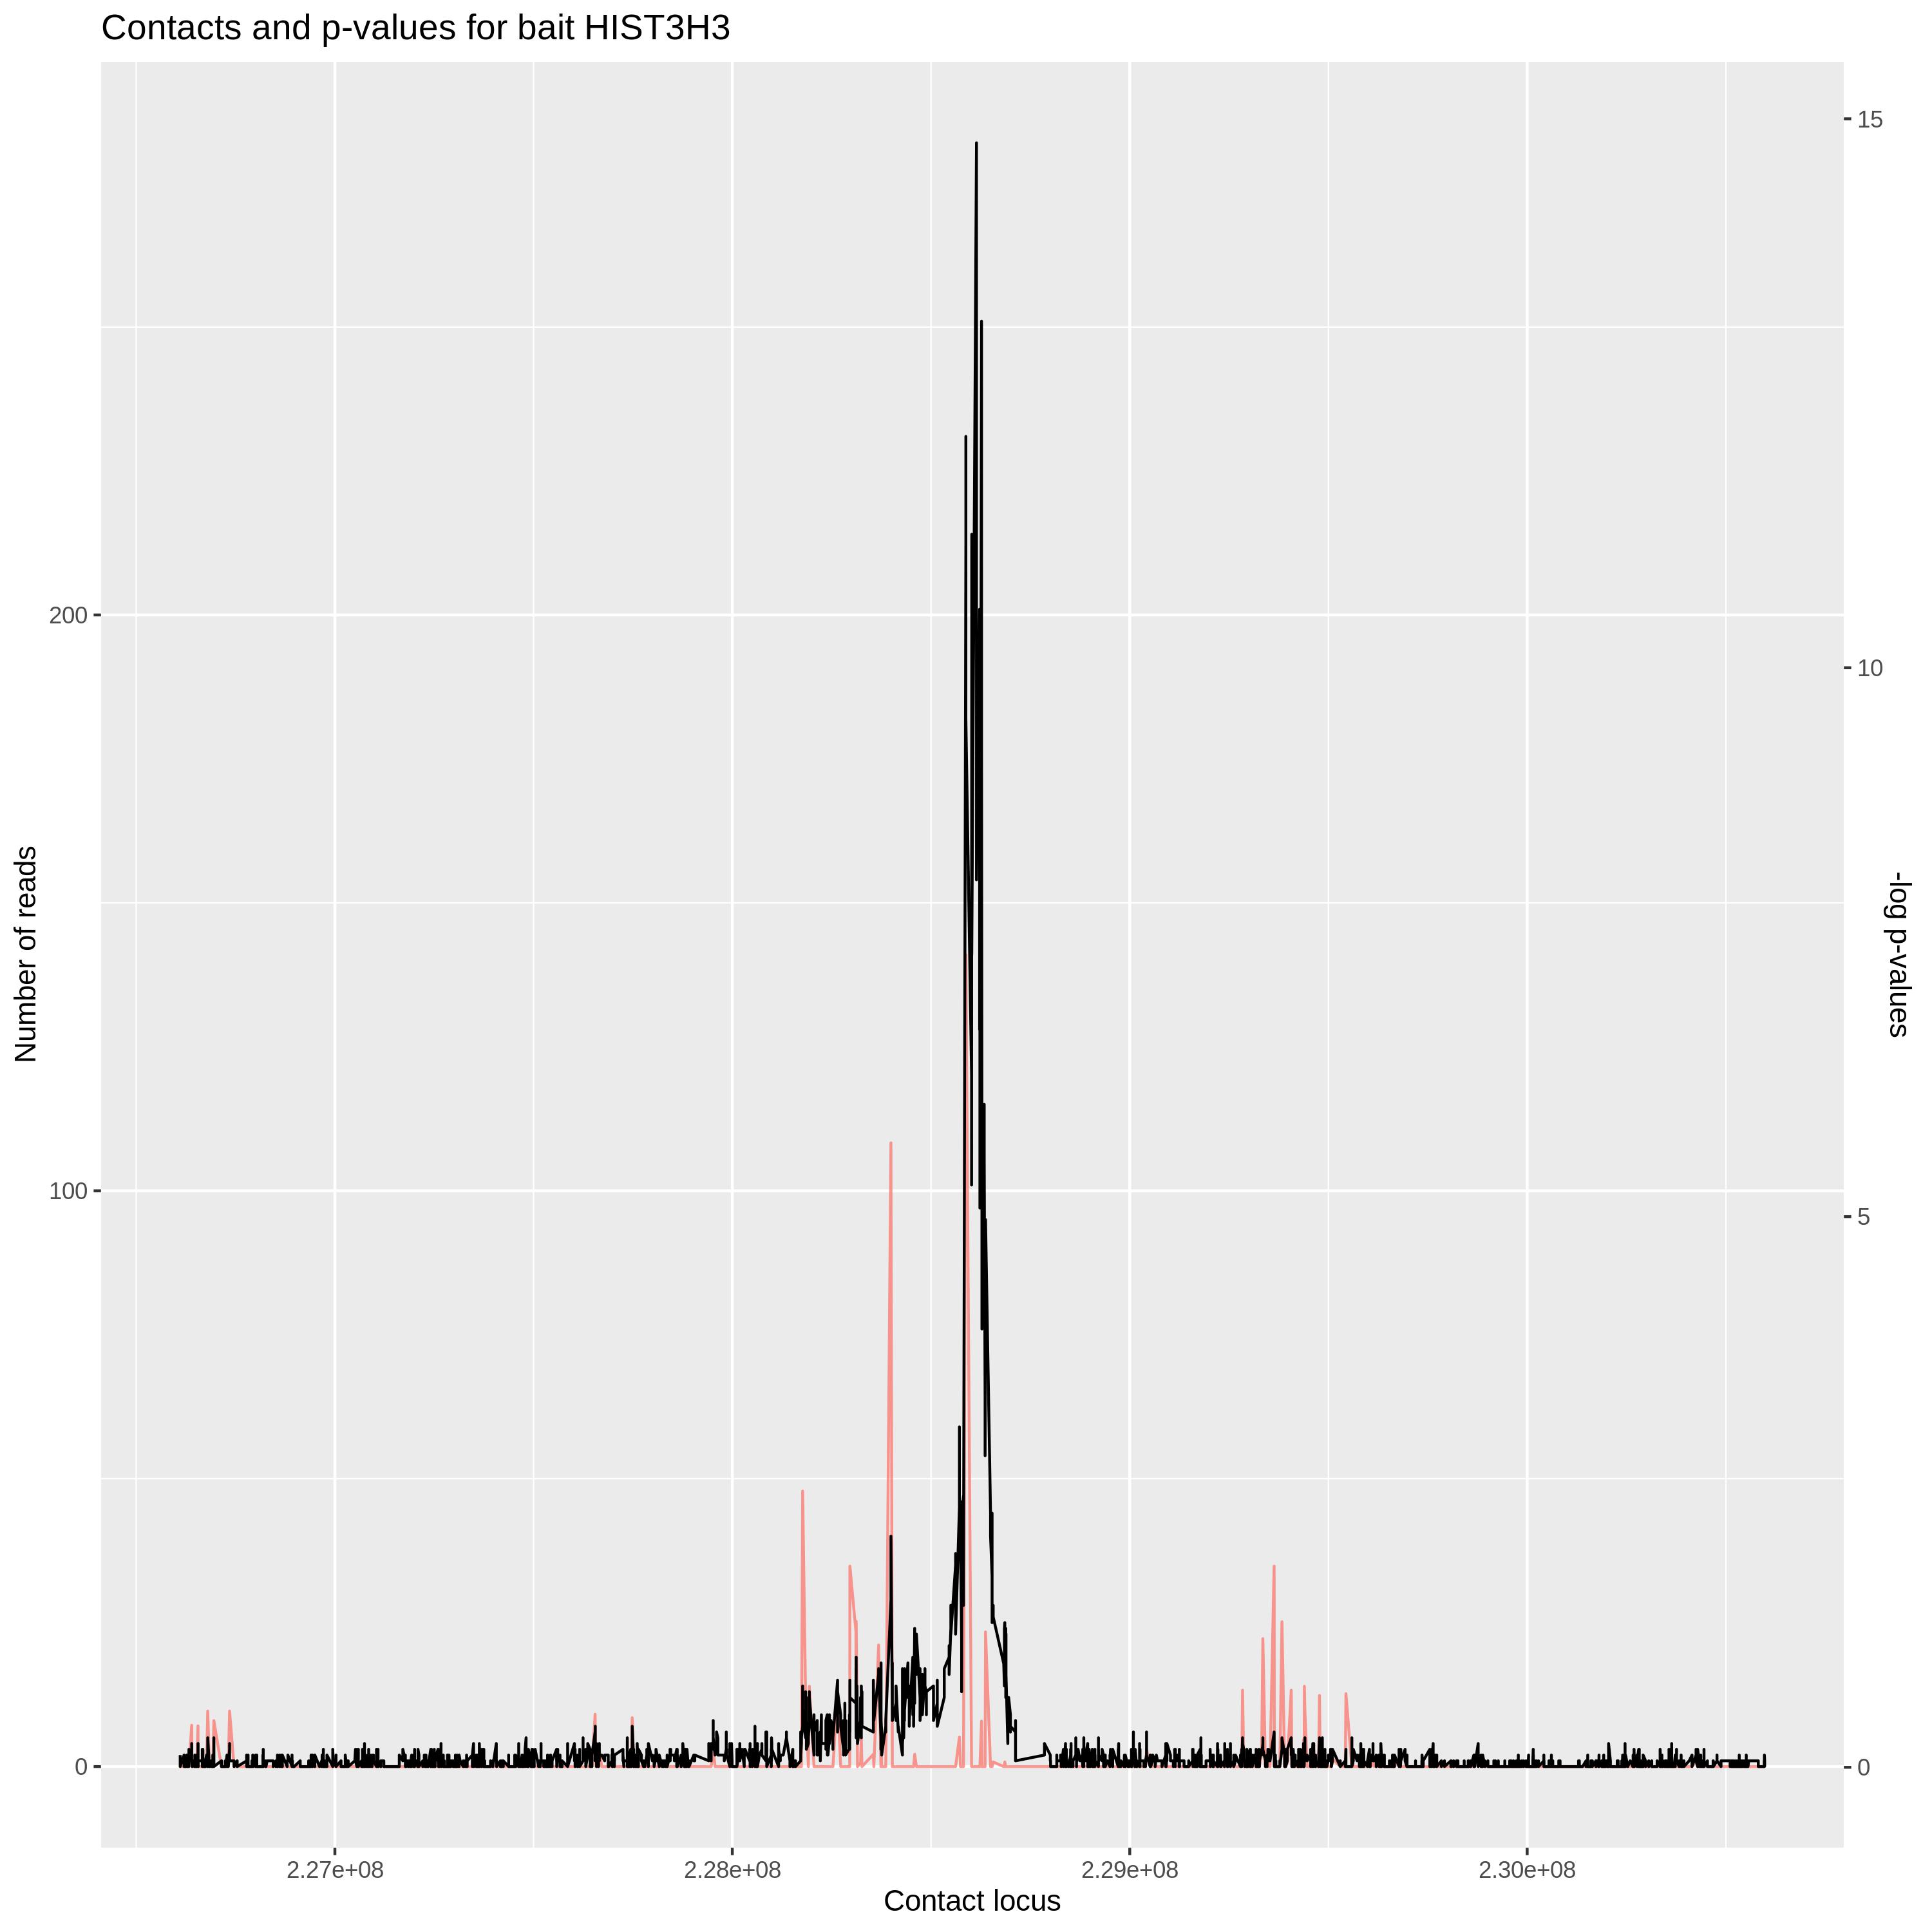 Contacts and p-values for bait HIST3H3
15
200
10
Number of reads
-log p-values
100
5
0
0
2.27e+08
2.28e+08
2.29e+08
2.30e+08
Contact locus